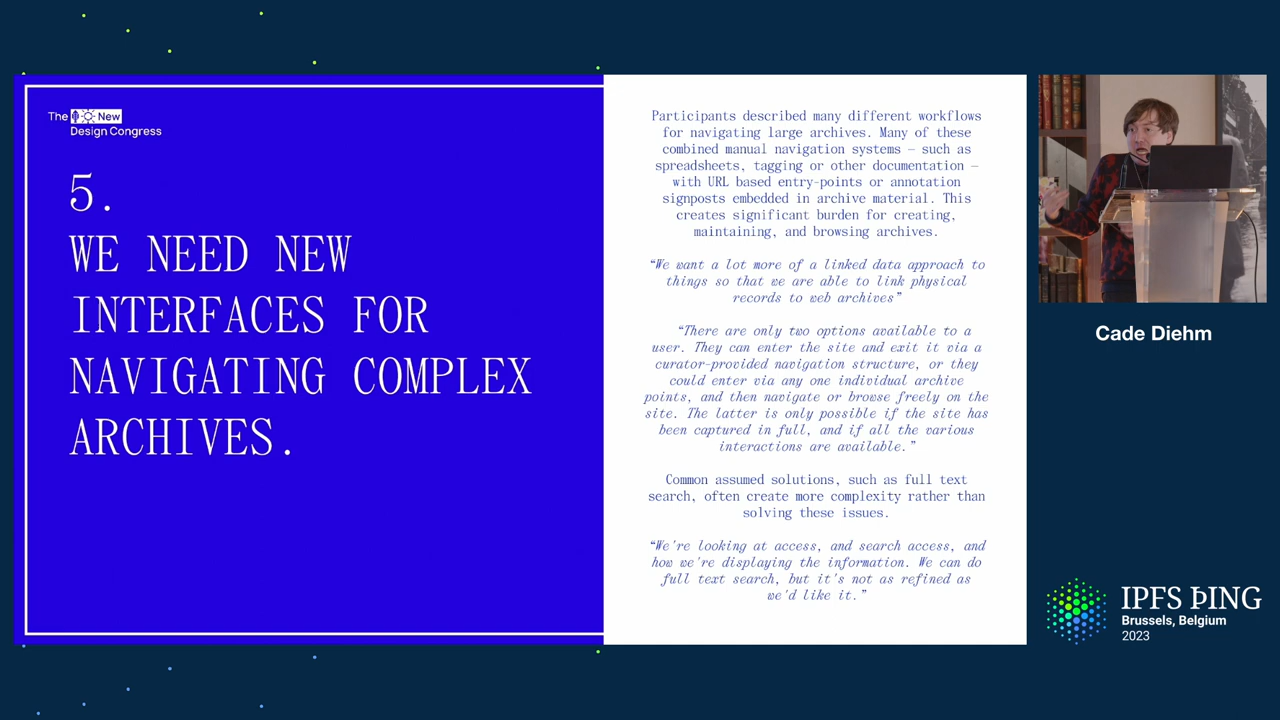 The New
Design Congress
5.
WE NEED NEW
INTERFACES FOR
NAVIGATING COMPLEX
ARCHIVES.
Participants described many different workflows
for navigating large archives. Many of these
combined manual navigation systems – such as
spreadsheets, tagging or other documentation –
with URL based entry-points or annotation
signposts embedded in archive material. This
creates significant burden for creating,
maintaining, and browsing archives.
“We want a lot more of a linked data approach to
things so that we are able to link physical
records to web archives”
“There are only two options available to a
user. They can enter the site and exit it via a
curator-provided navigation structure, or they
could enter via any one individual archive
points, and then navigate or browse freely on the
site. The latter is only possible if the site has
been captured in full, and if all the various
interactions are available.”
Common assumed solutions, such as full text
search, often create more complexity rather than
solving these issues.
“We're looking at access, and search access, and
how we're displaying the information. We can do
full text search, but it's not as refined as
we'd like it.”
Cade Diehm
IPFS ÞING
Brussels, Belgium
2023